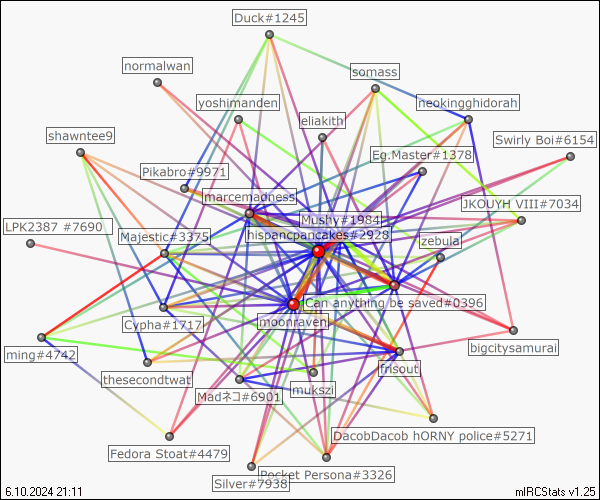 Duck#1245
normalwan
somass
yoshimanden
neokingghidorah
eliakith
shawntee9
Swirly Boi#6154
Eg.Master#1378
Pikabro#9971
marcemadness
JKOUYH VIII#7034
Mushy#1984
LPK2387 #7690
Majestic#3375
hispancpancakes#2928
zebula
Can anything be saved#0396
Cypha#1717
moonraven
ming#4742
bigcitysamurai
frisout
thesecondtwat
mukszi
Madネコ#6901
DacobDacob hORNY police#5271
Fedora Stoat#4479
Pocket Persona#3326
Silver#7938
6.10.2024 21:11
mIRCStats v1.25